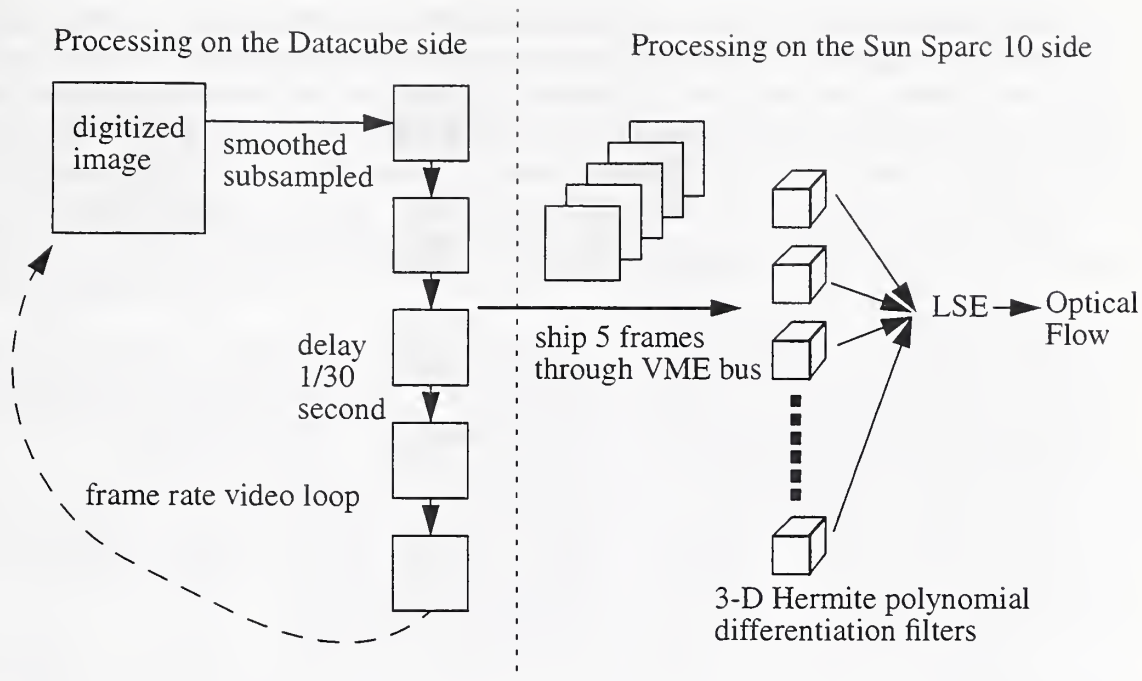 Processing on the Datacube side
Processing on the Sun Sparc 10 side
digitized
image
smoothed
subsampled
delay
1/30
second
frame rate video loop
ship 5 frames
through VME bus
LSE
Optical
Flow
3-D Hermite polynomial
differentiation filters